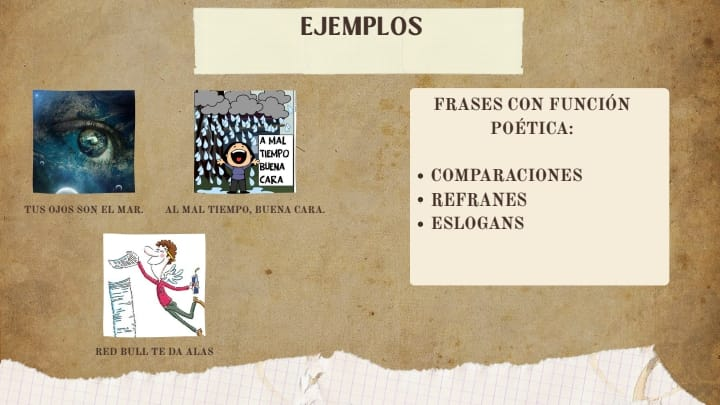 EJEMPLOS
A MAL
TIEMPO
BUENA
CARA
TUS OJOS SON EL MAR.
AL MAL TIEMPO, BUENA CARA.
RED BULL TE DA ALAS
FRASES CON FUNCIÓN
POÉTICA:
• COMPARACIONES
• REFRANES
• ESLOGANS